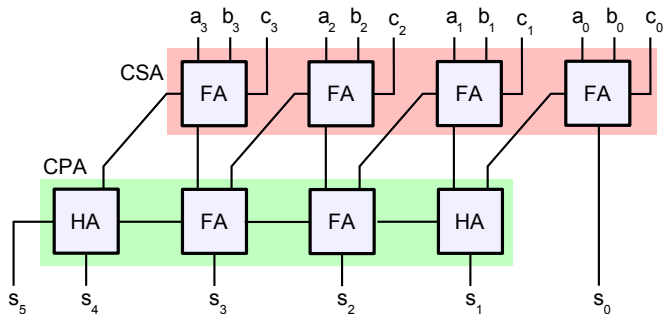 a₃ b₃ c₃ a₂ b₂ c₂ a₁ b₁ c₁ a₀ b₀ c₀
CSA FA FA FA FA
CPA
HA FA FA HA
s₅ s₄ s₃ s₂ s₁ s₀